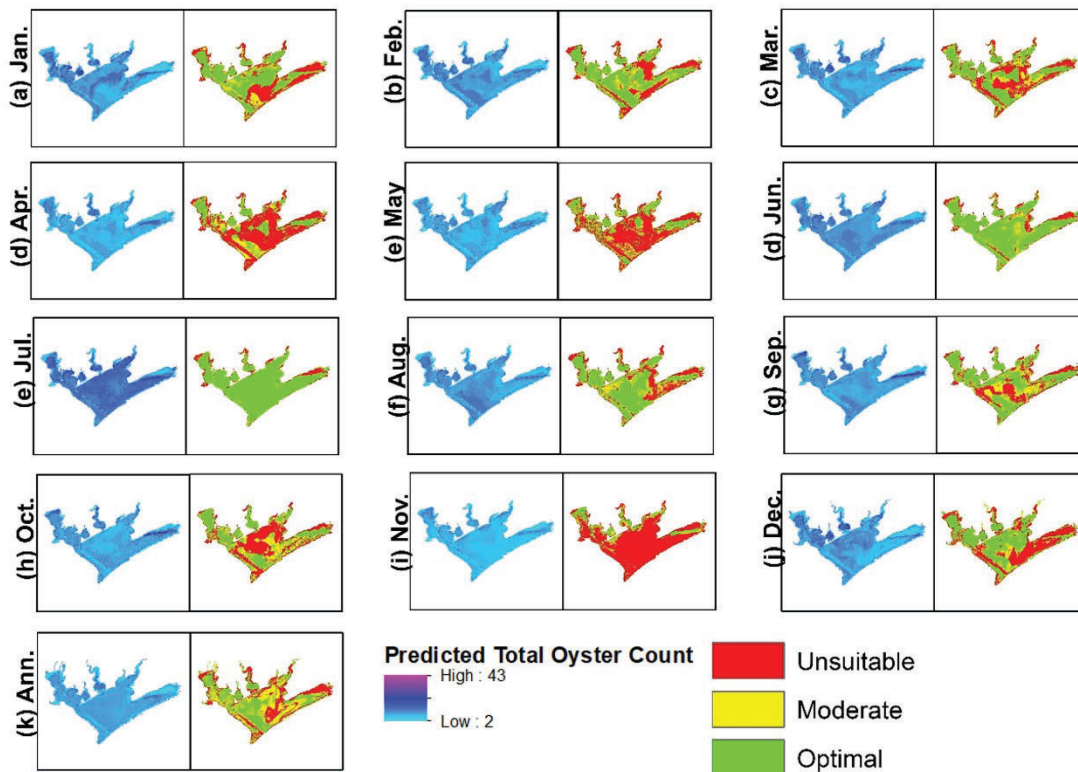 (a) Jan.
(b) Feb.
(c) Mar.
(d) Apr.
(e) May
(d) Jun.
(e) Jul.
(f) Aug.
(g) Sep.
(h) Oct.
(i) Nov.
(j) Dec.
(k) Ann.
Predicted Total Oyster Count
High : 43
Low : 2
Unsuitable
Moderate
Optimal